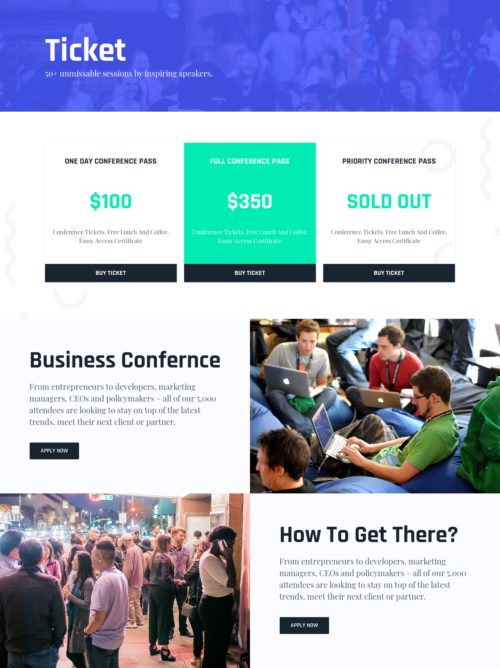 Ticket
50+ unmissable sessions by inspiring speakers.
ONE DAY CONFERENCE PASS
$100
Conference Tickets, Free Lunch And Coffee,
Eassy Access Certificate
BUY TICKET
FULL CONFERENCE PASS
$350
Conference Tickets, Free Lunch And Coffee,
Eassy Access Certificate
BUY TICKET
PRIORITY CONFERENCE PASS
SOLD OUT
Conference Tickets, Free Lunch And Coffee,
Eassy Access Certificate
BUY TICKET
Business Confernce
From entrepreneurs to developers, marketing
managers, CEOs and policymakers – all of our 5,000
attendees are looking to stay on top of the latest
trends, meet their next client or partner.
APPLY NOW
How To Get There?
From entrepreneurs to developers, marketing
managers, CEOs and policymakers – all of our 5,000
attendees are looking to stay on top of the latest
trends, meet their next client or partner.
APPLY NOW